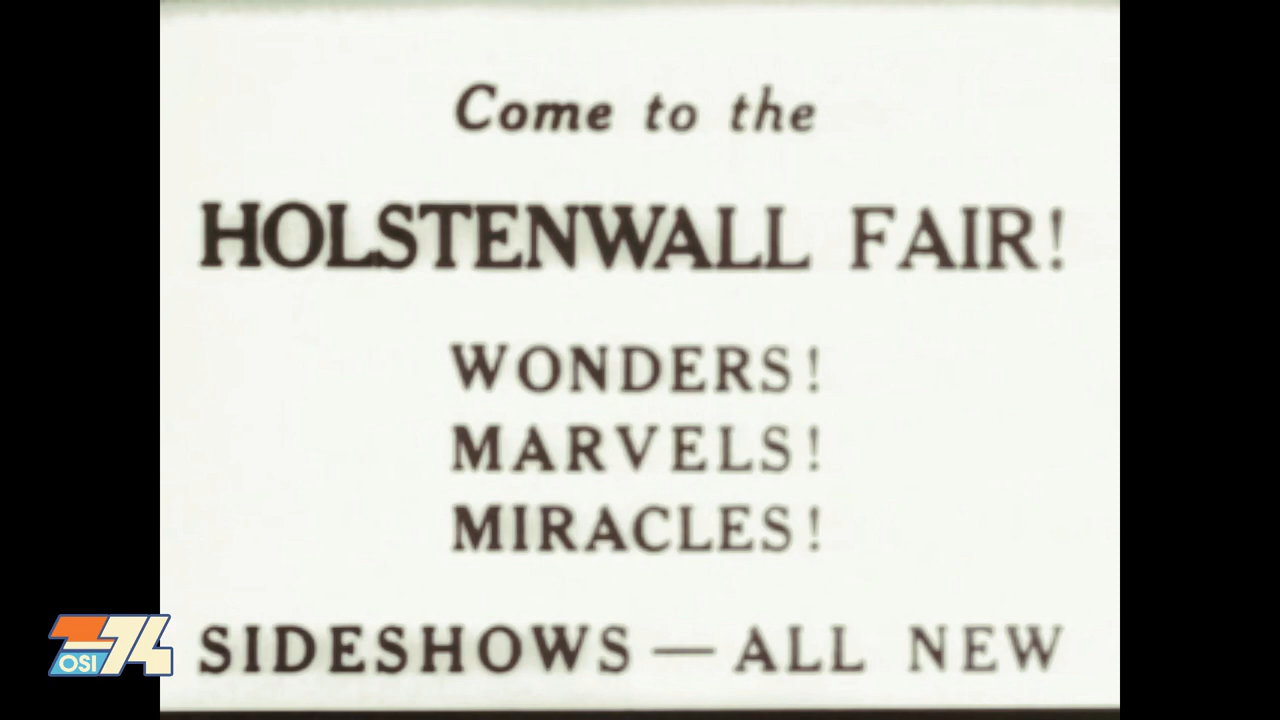 Come to the
HOLSTENWALL FAIR!
WONDERS!
MARVELS!
MIRACLES!
SIDESHOWS — ALL NEW
OSI 74